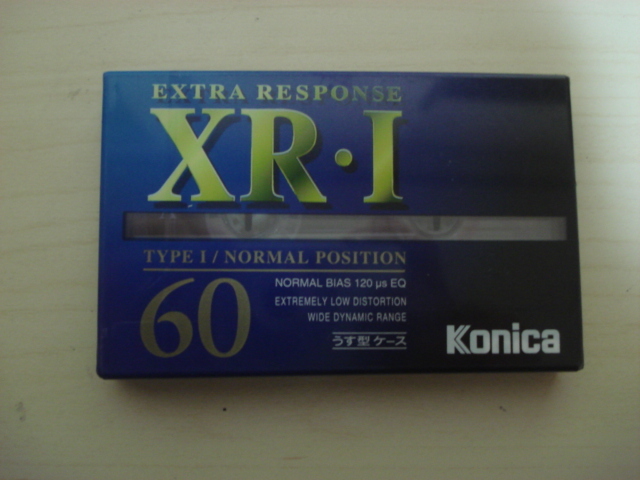 EXTRA RESPONSE
XR・I
TYPE I / NORMAL POSITION
60
NORMAL BIAS 120 μs EQ
EXTREMELY LOW DISTORTION
WIDE DYNAMIC RANGE
うす型ケース
Konica